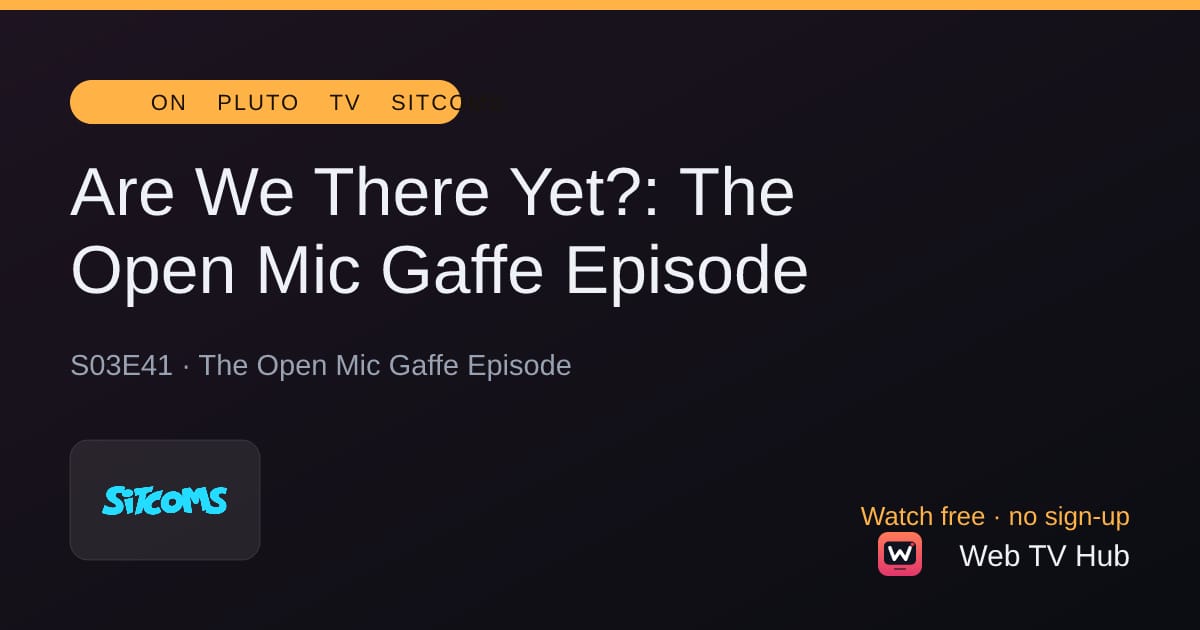 ON PLUTO TV
Are We There Yet?: The
Open Mic Gaffe Episode
S03E41 · The Open Mic Gaffe Episode
SiTCOMS
Watch free · no sign-up
W
Web TV Hub